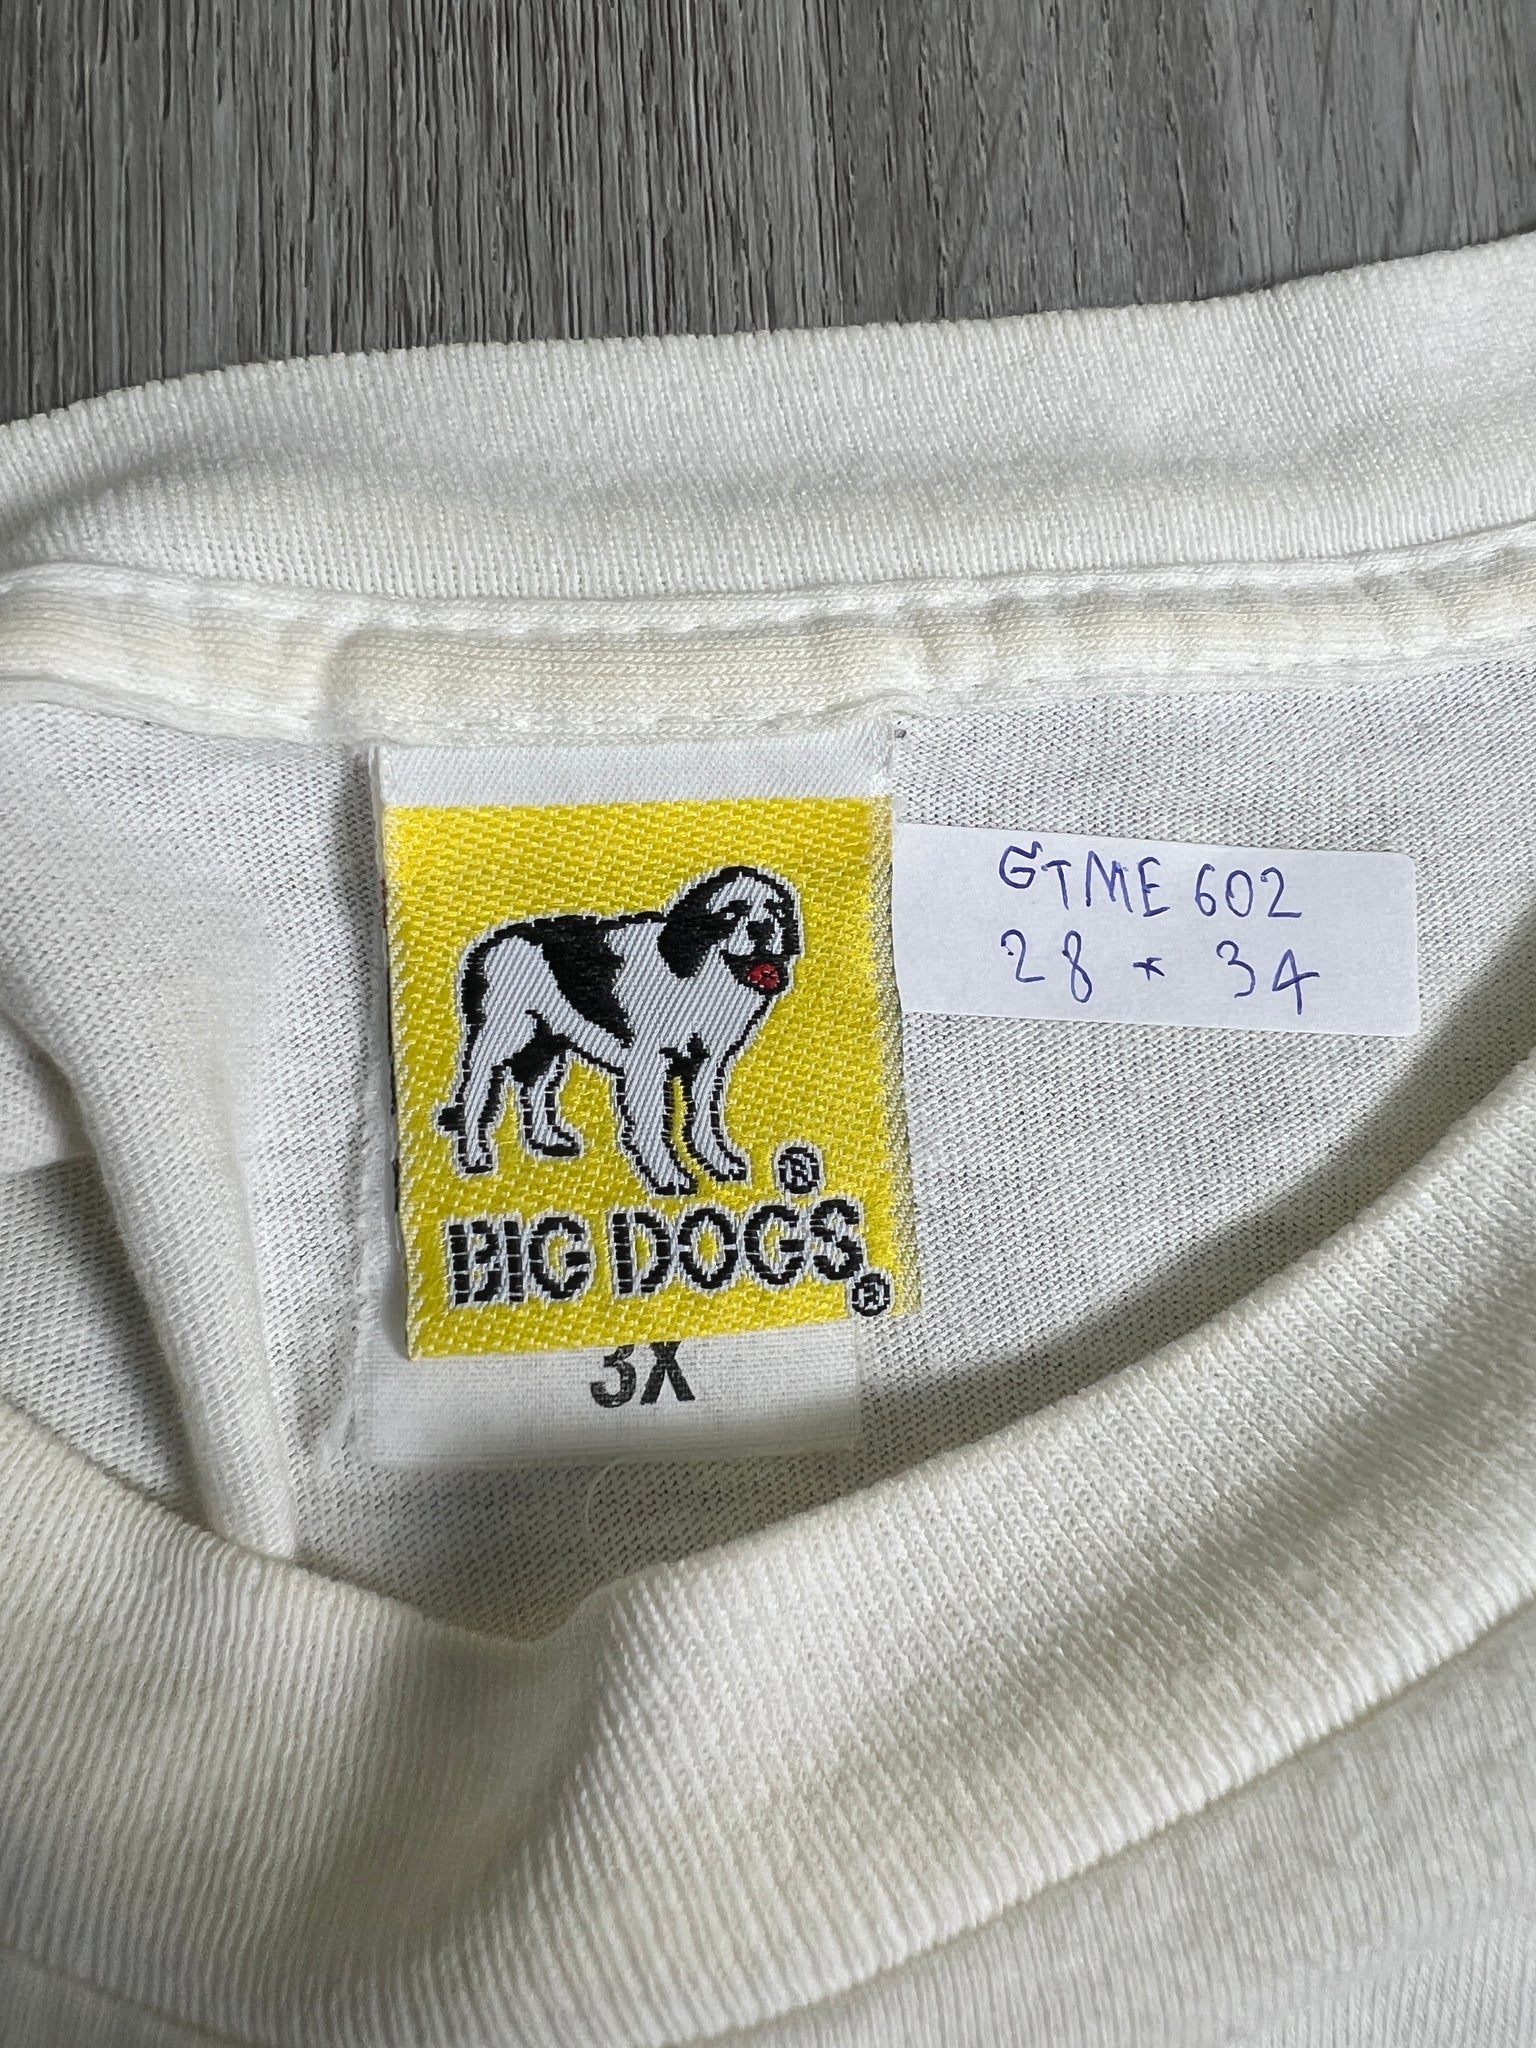 GTME 602
28 * 34
®
BIG DOGS®
3X